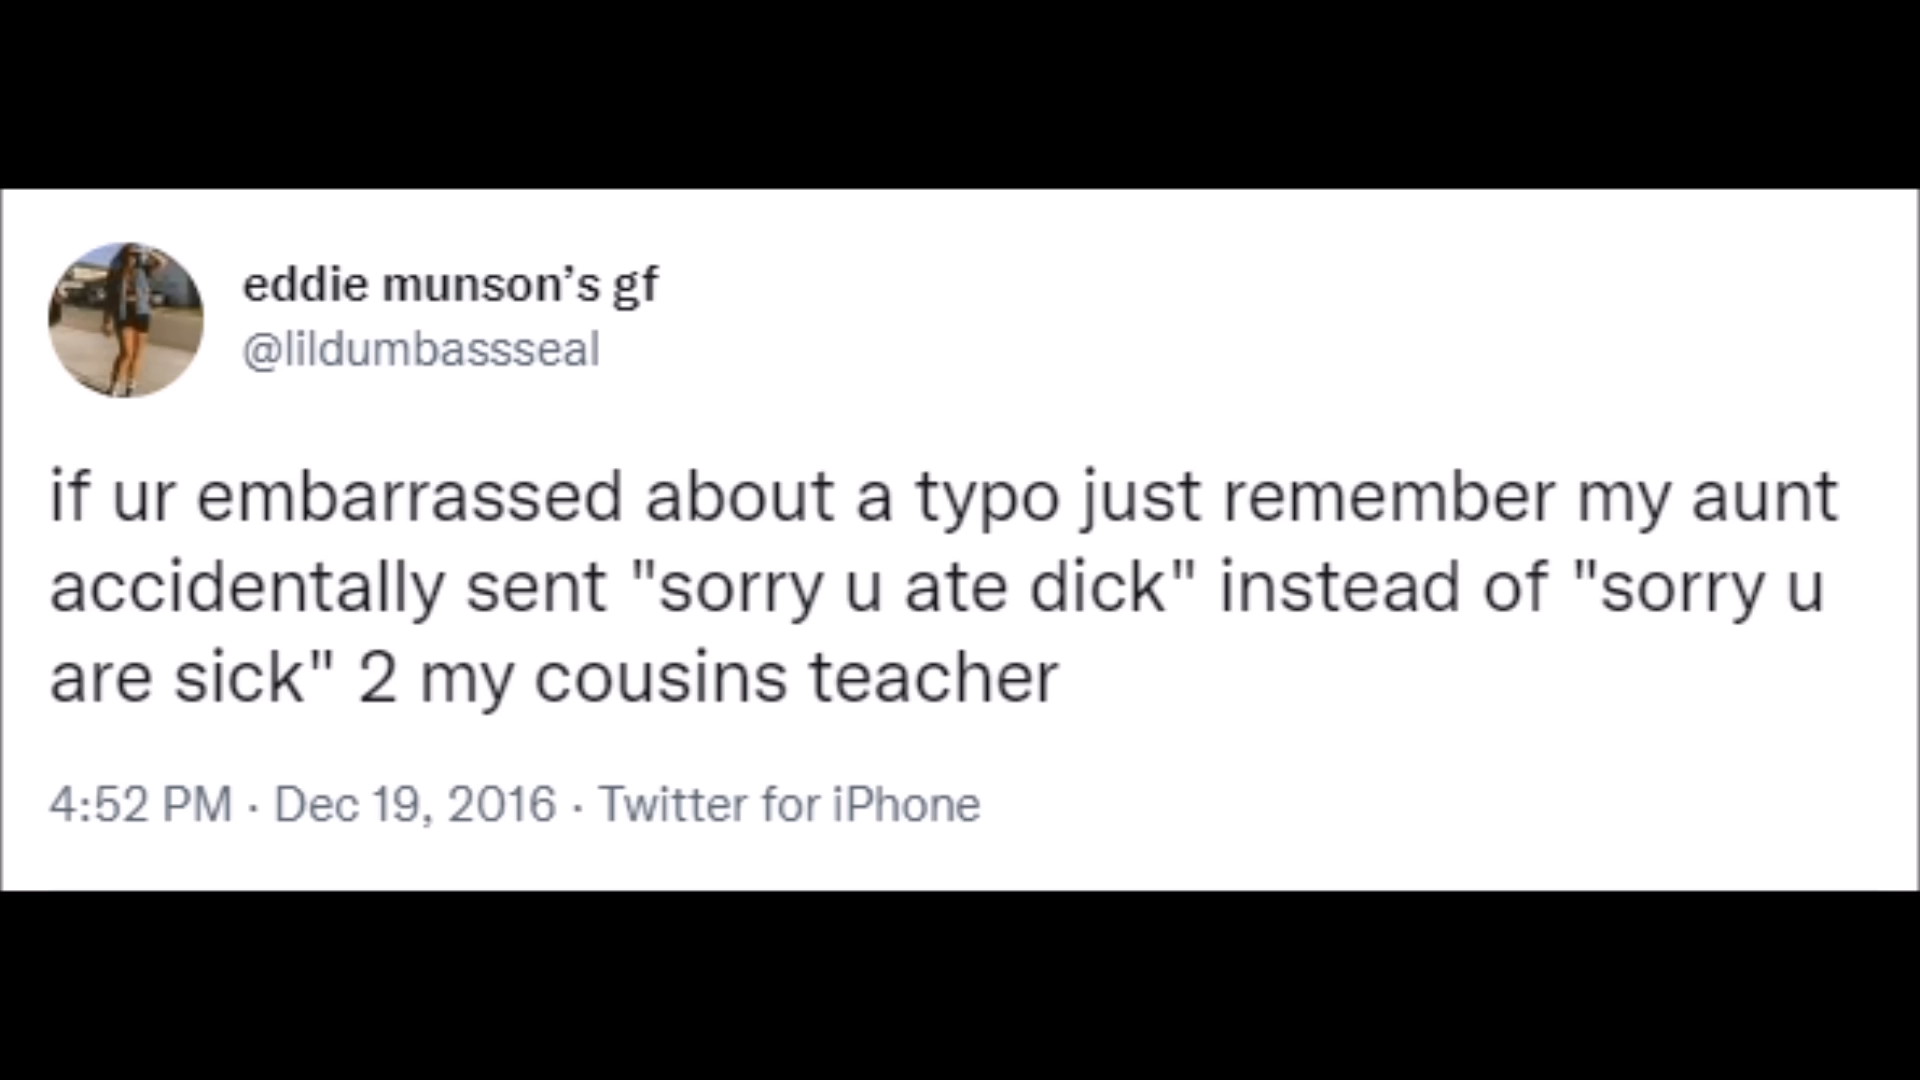 eddie munson’s gf
@lildumbassseal
if ur embarrassed about a typo just remember my aunt
accidentally sent "sorry u ate dick" instead of "sorry u
are sick" 2 my cousins teacher
4:52 PM · Dec 19, 2016 · Twitter for iPhone